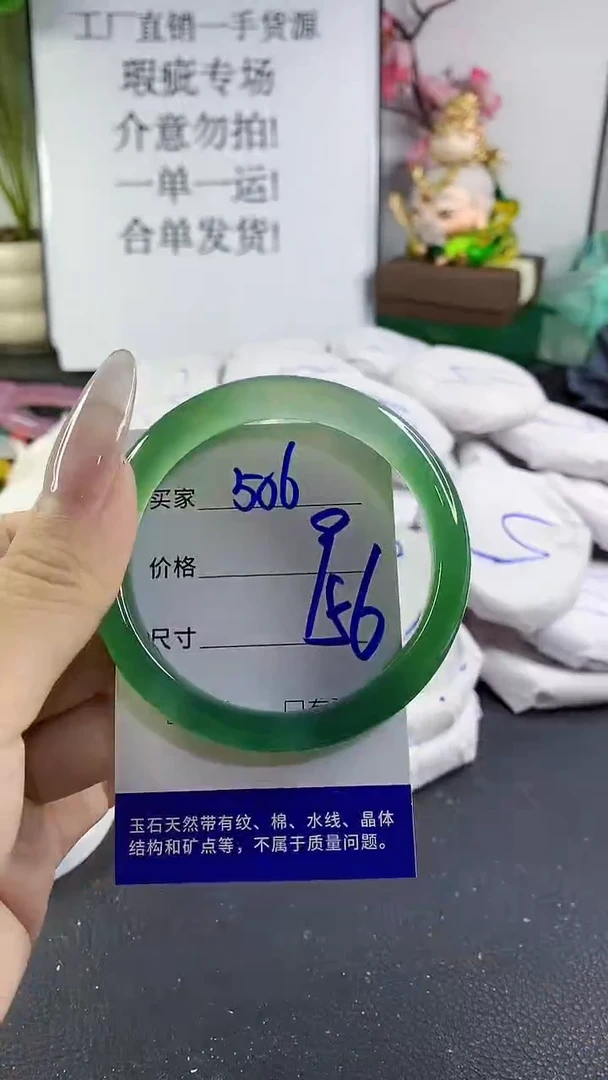 工厂直销一手货源
瑕疵专场
介意勿拍!
一单一运!
合单发货!
买家 506
价格
尺寸 56
玉石天然带有纹、棉、水线、晶体
结构和矿点等，不属于质量问题。